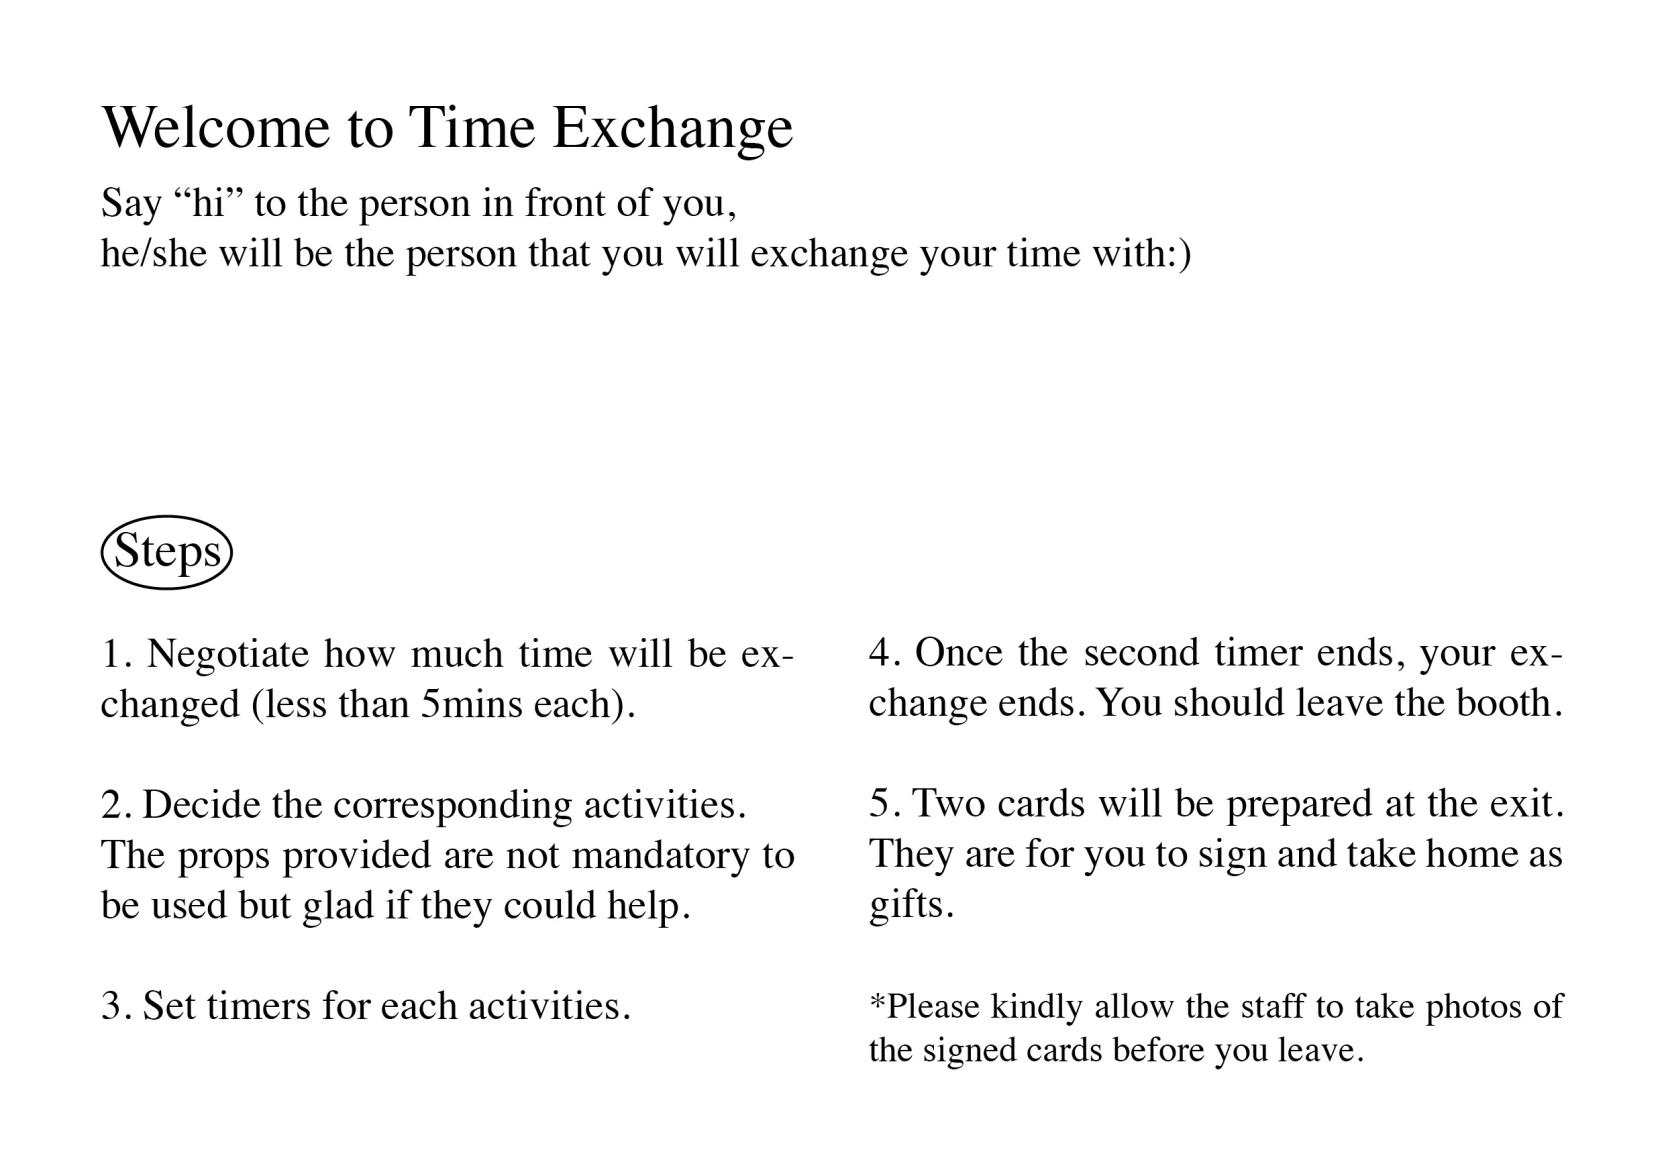 Welcome to Time Exchange
Say “hi” to the person in front of you,
he/she will be the person that you will exchange your time with:)
Steps
1. Negotiate how much time will be ex-
changed (less than 5mins each).
2. Decide the corresponding activities.
The props provided are not mandatory to
be used but glad if they could help.
3. Set timers for each activities.
4. Once the second timer ends, your ex-
change ends. You should leave the booth.
5. Two cards will be prepared at the exit.
They are for you to sign and take home as
gifts.
*Please kindly allow the staff to take photos of
the signed cards before you leave.